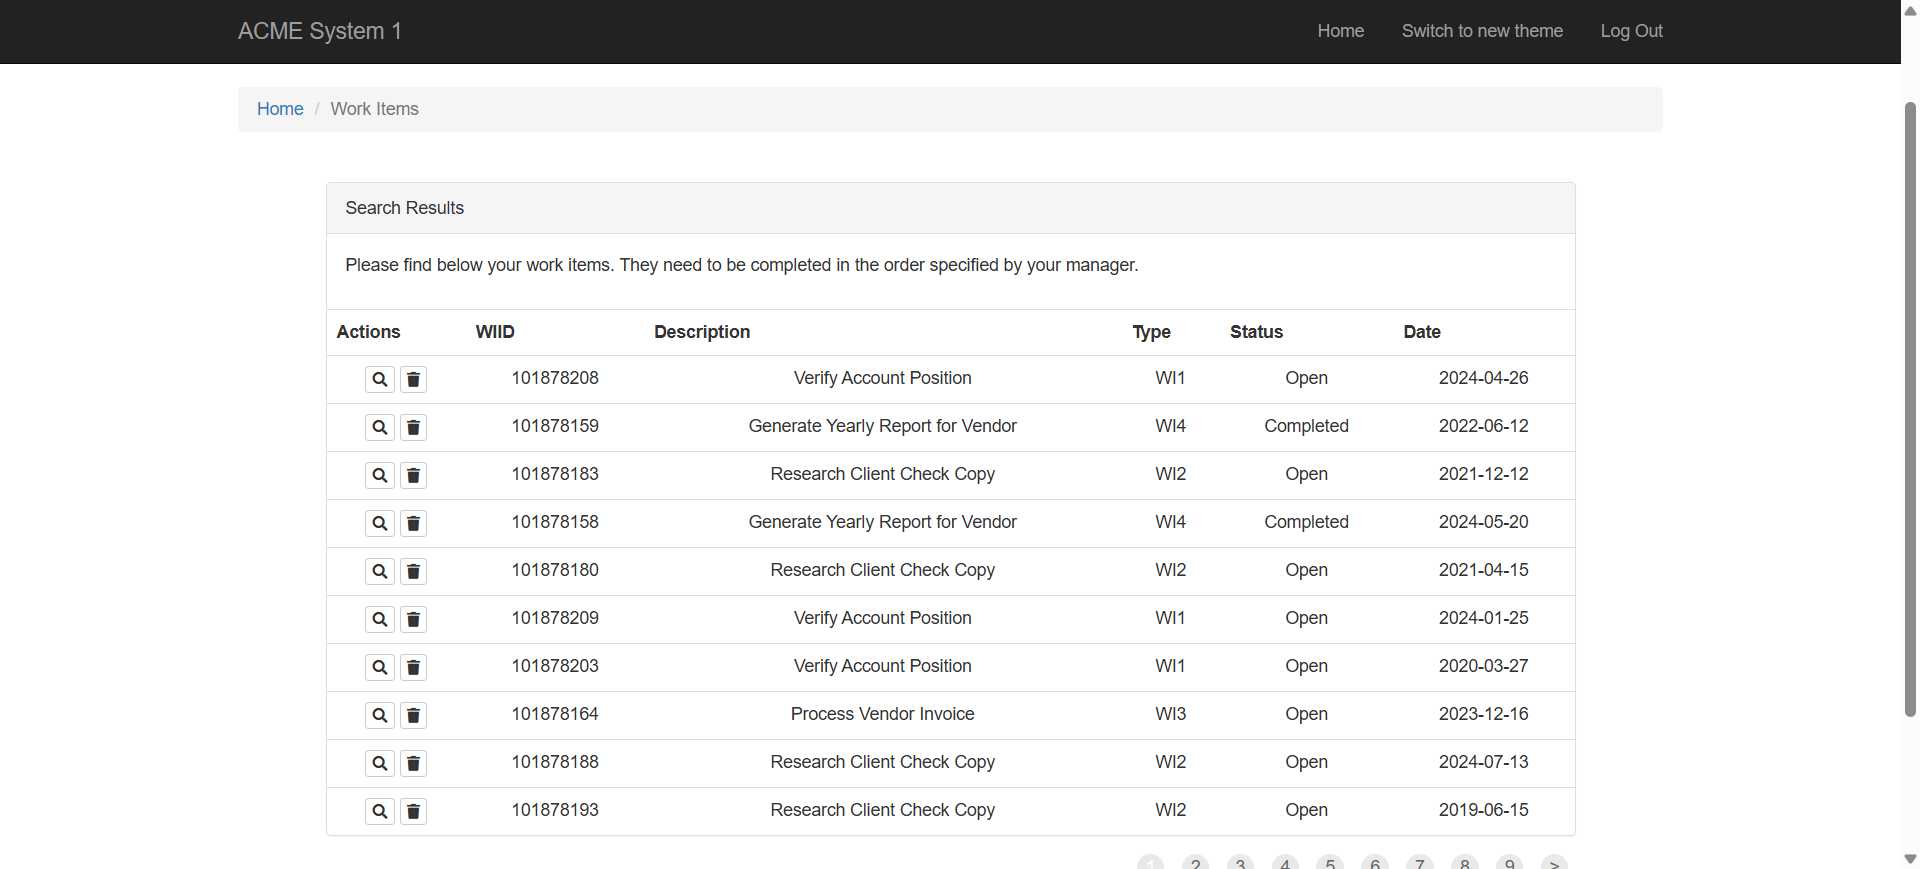 ACME System 1 Home Switch to new theme Log Out
Home / Work Items
Search Results
Please find below your work items. They need to be completed in the order specified by your manager.
Actions WIID Description Type Status Date
101878208 Verify Account Position WI1 Open 2024-04-26
101878159 Generate Yearly Report for Vendor WI4 Completed 2022-06-12
101878183 Research Client Check Copy WI2 Open 2021-12-12
101878158 Generate Yearly Report for Vendor WI4 Completed 2024-05-20
101878180 Research Client Check Copy WI2 Open 2021-04-15
101878209 Verify Account Position WI1 Open 2024-01-25
101878203 Verify Account Position WI1 Open 2020-03-27
101878164 Process Vendor Invoice WI3 Open 2023-12-16
101878188 Research Client Check Copy WI2 Open 2024-07-13
101878193 Research Client Check Copy WI2 Open 2019-06-15
1 2 3 4 5 6 7 8 9 >